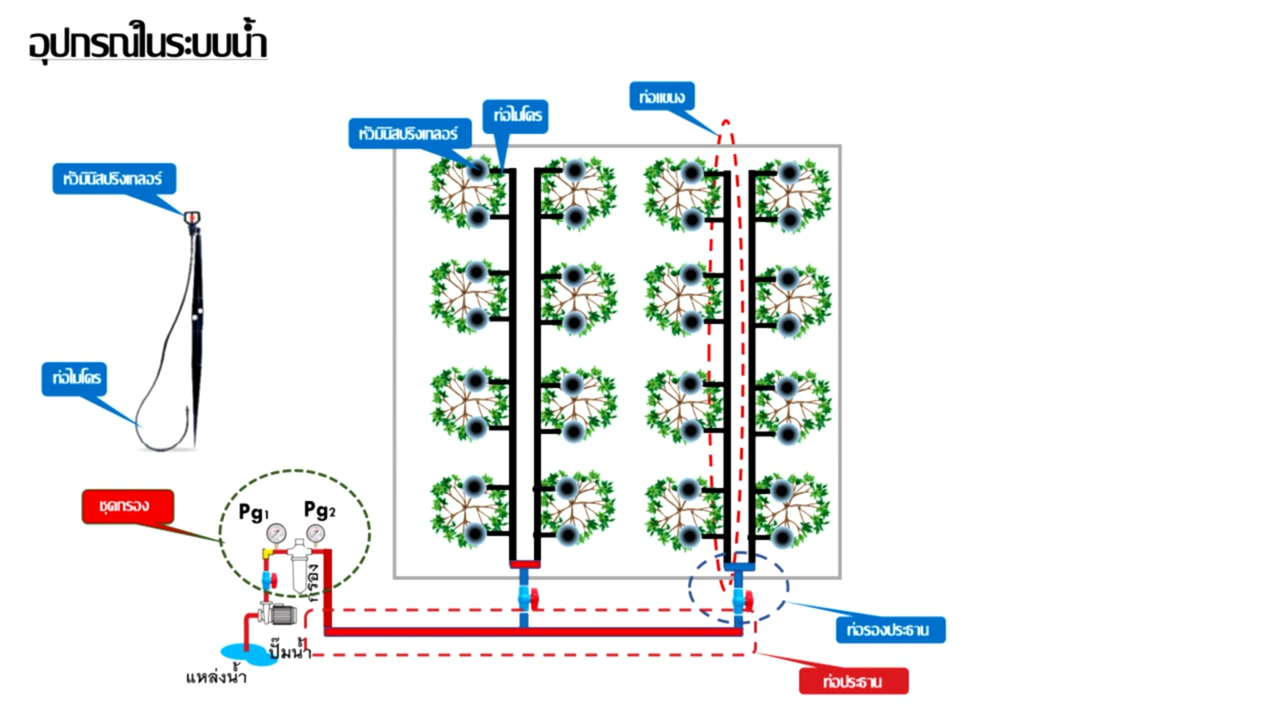 อุปกรณ์ในระบบน้ำ
ท่อแขนง
ท่อไมโคร
หัวมินิสปริงเกลอร์
หัวมินิสปริงเกลอร์
ท่อไมโคร
ชุดกรอง
Pg1
Pg2
กรอง
ปั๊มน้ำ
แหล่งน้ำ
ท่อรองประธาน
ท่อประธาน